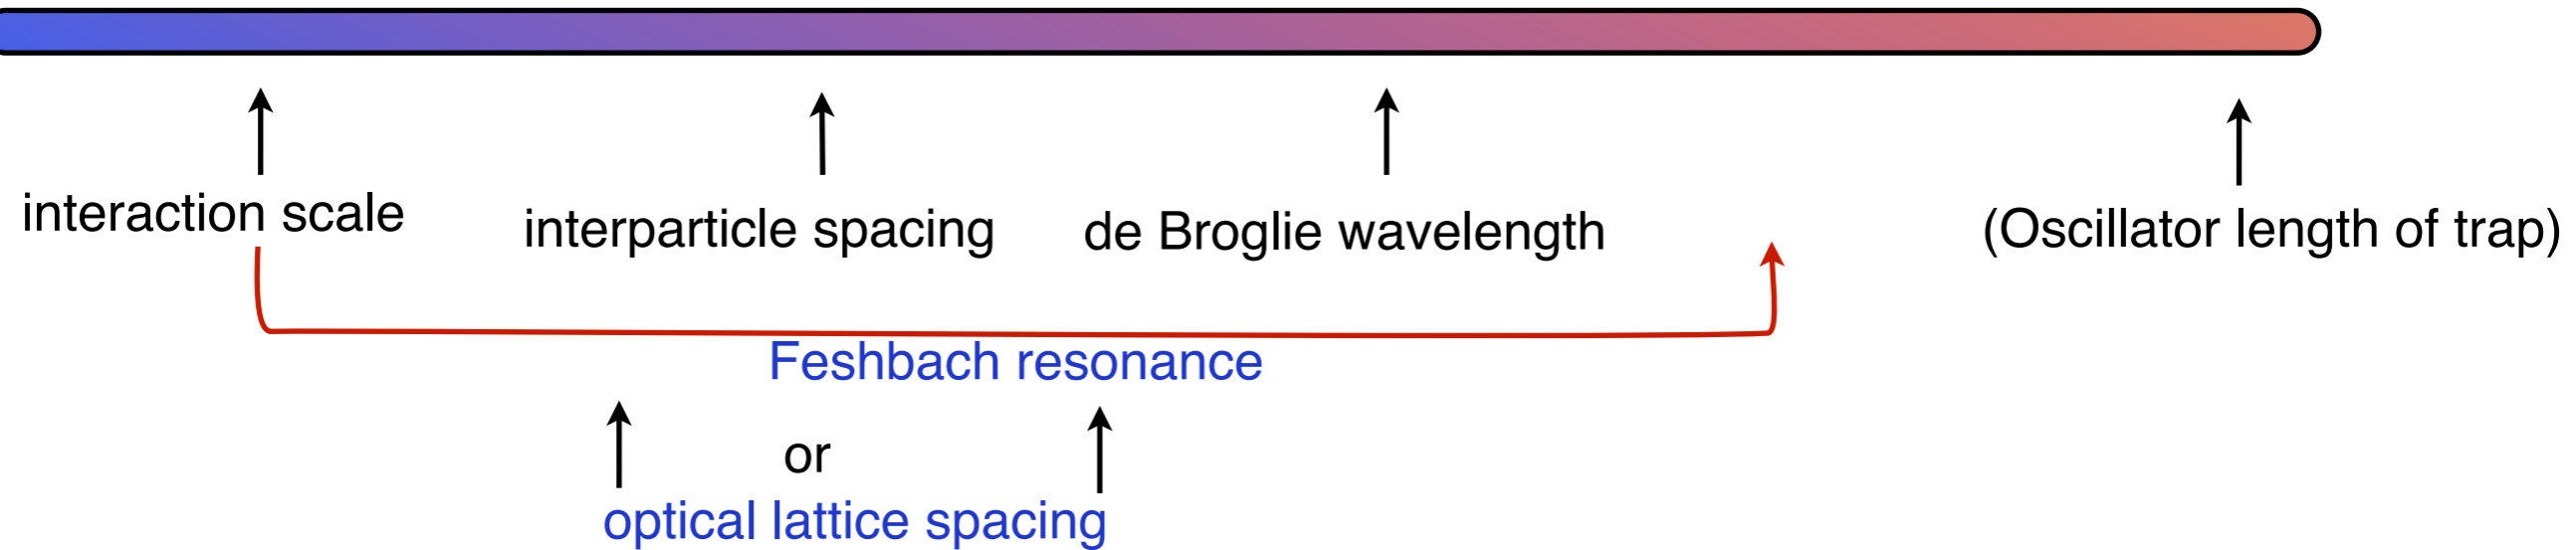 interaction scale
interparticle spacing
de Broglie wavelength
(Oscillator length of trap)
Feshbach resonance
or
optical lattice spacing